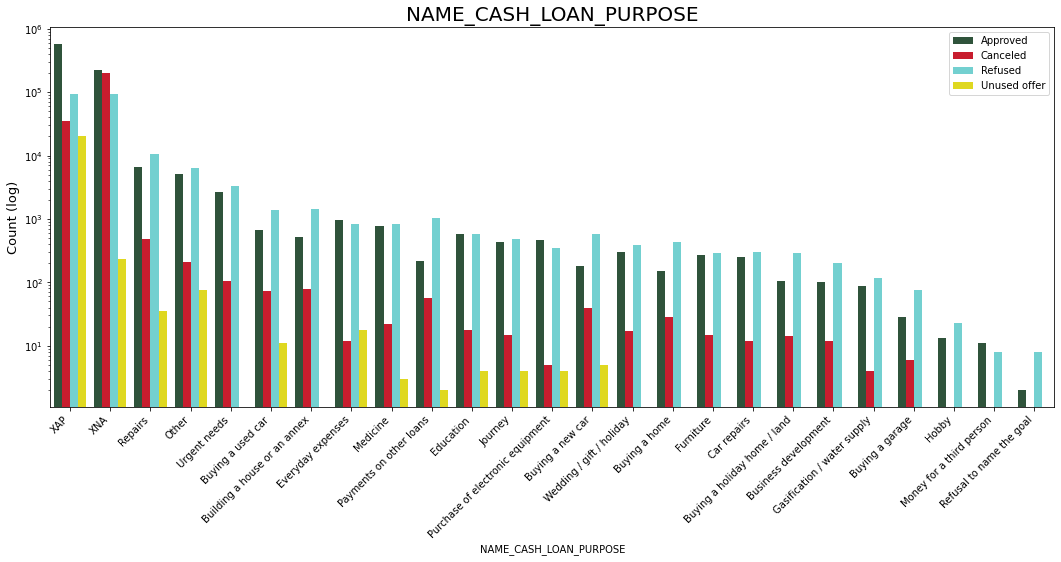 NAME_CASH_LOAN_PURPOSE
Approved
Canceled
Refused
Unused offer
Count (log)
10^6
10^5
10^4
10^3
10^2
10^1
XAP
XNA
Repairs
Other
Urgent needs
Buying a used car
Building a house or an annex
Everyday expenses
Medicine
Payments on other loans
Education
Journey
Purchase of electronic equipment
Buying a new car
Wedding / gift / holiday
Buying a home
Furniture
Car repairs
Buying a holiday home / land
Business development
Gasification / water supply
Buying a garage
Hobby
Money for a third person
Refusal to name the goal
NAME_CASH_LOAN_PURPOSE